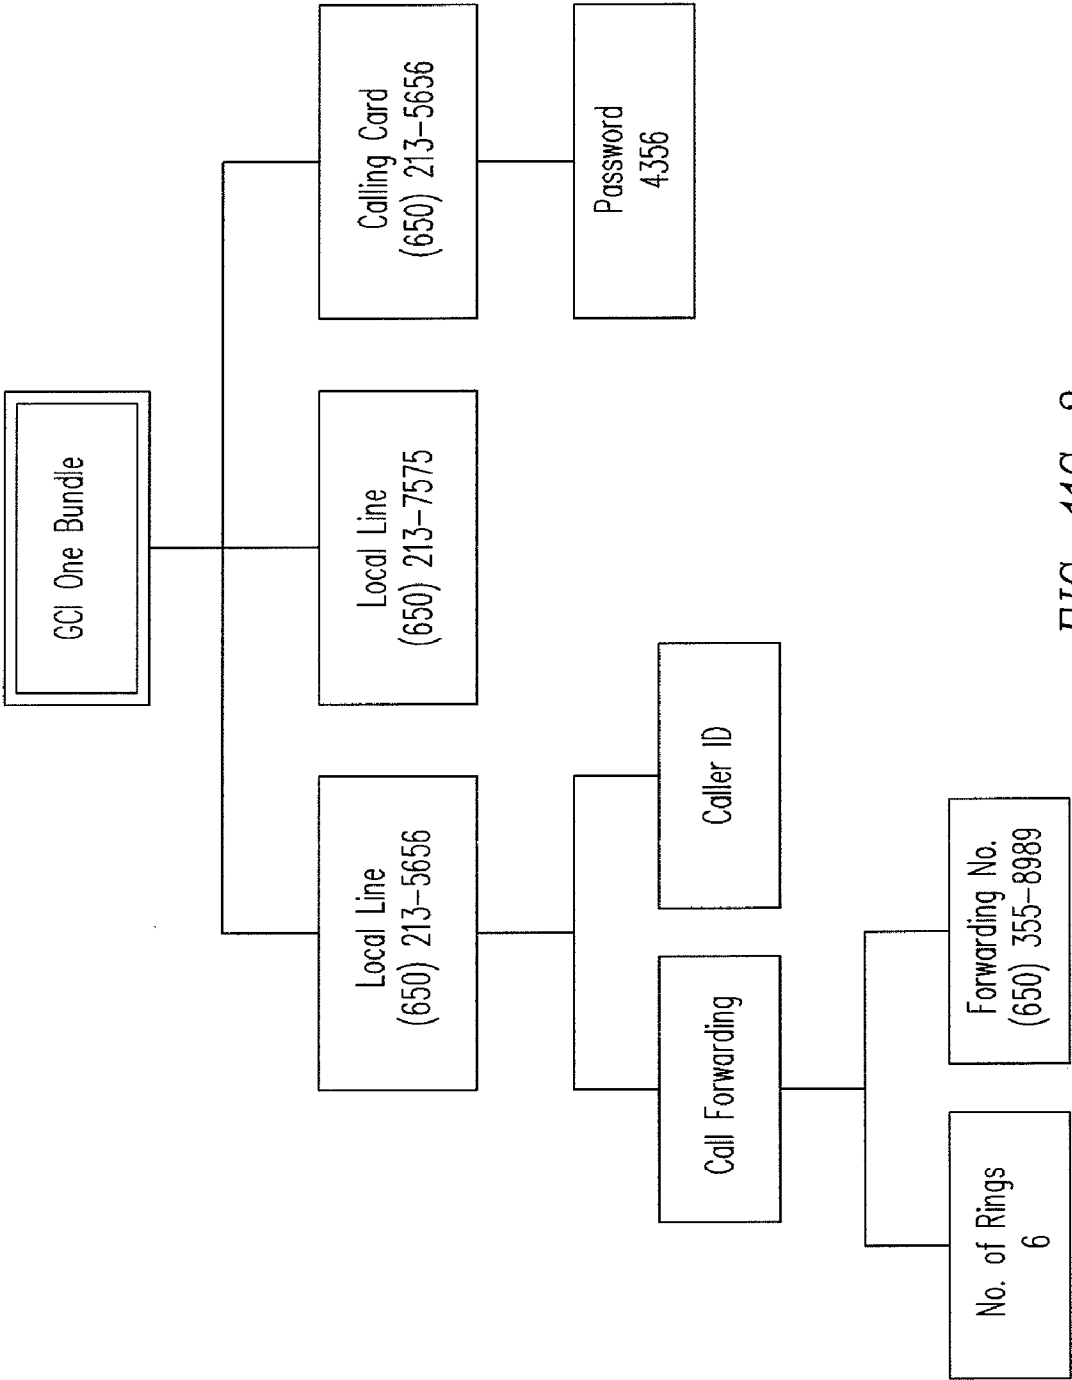 GCI One Bundle
Local Line
(650) 213-5656
Local Line
(650) 213-7575
Calling Card
(650) 213-5656
Call Forwarding
Caller ID
Password
4356
No. of Rings
6
Forwarding No.
(650) 355-8989